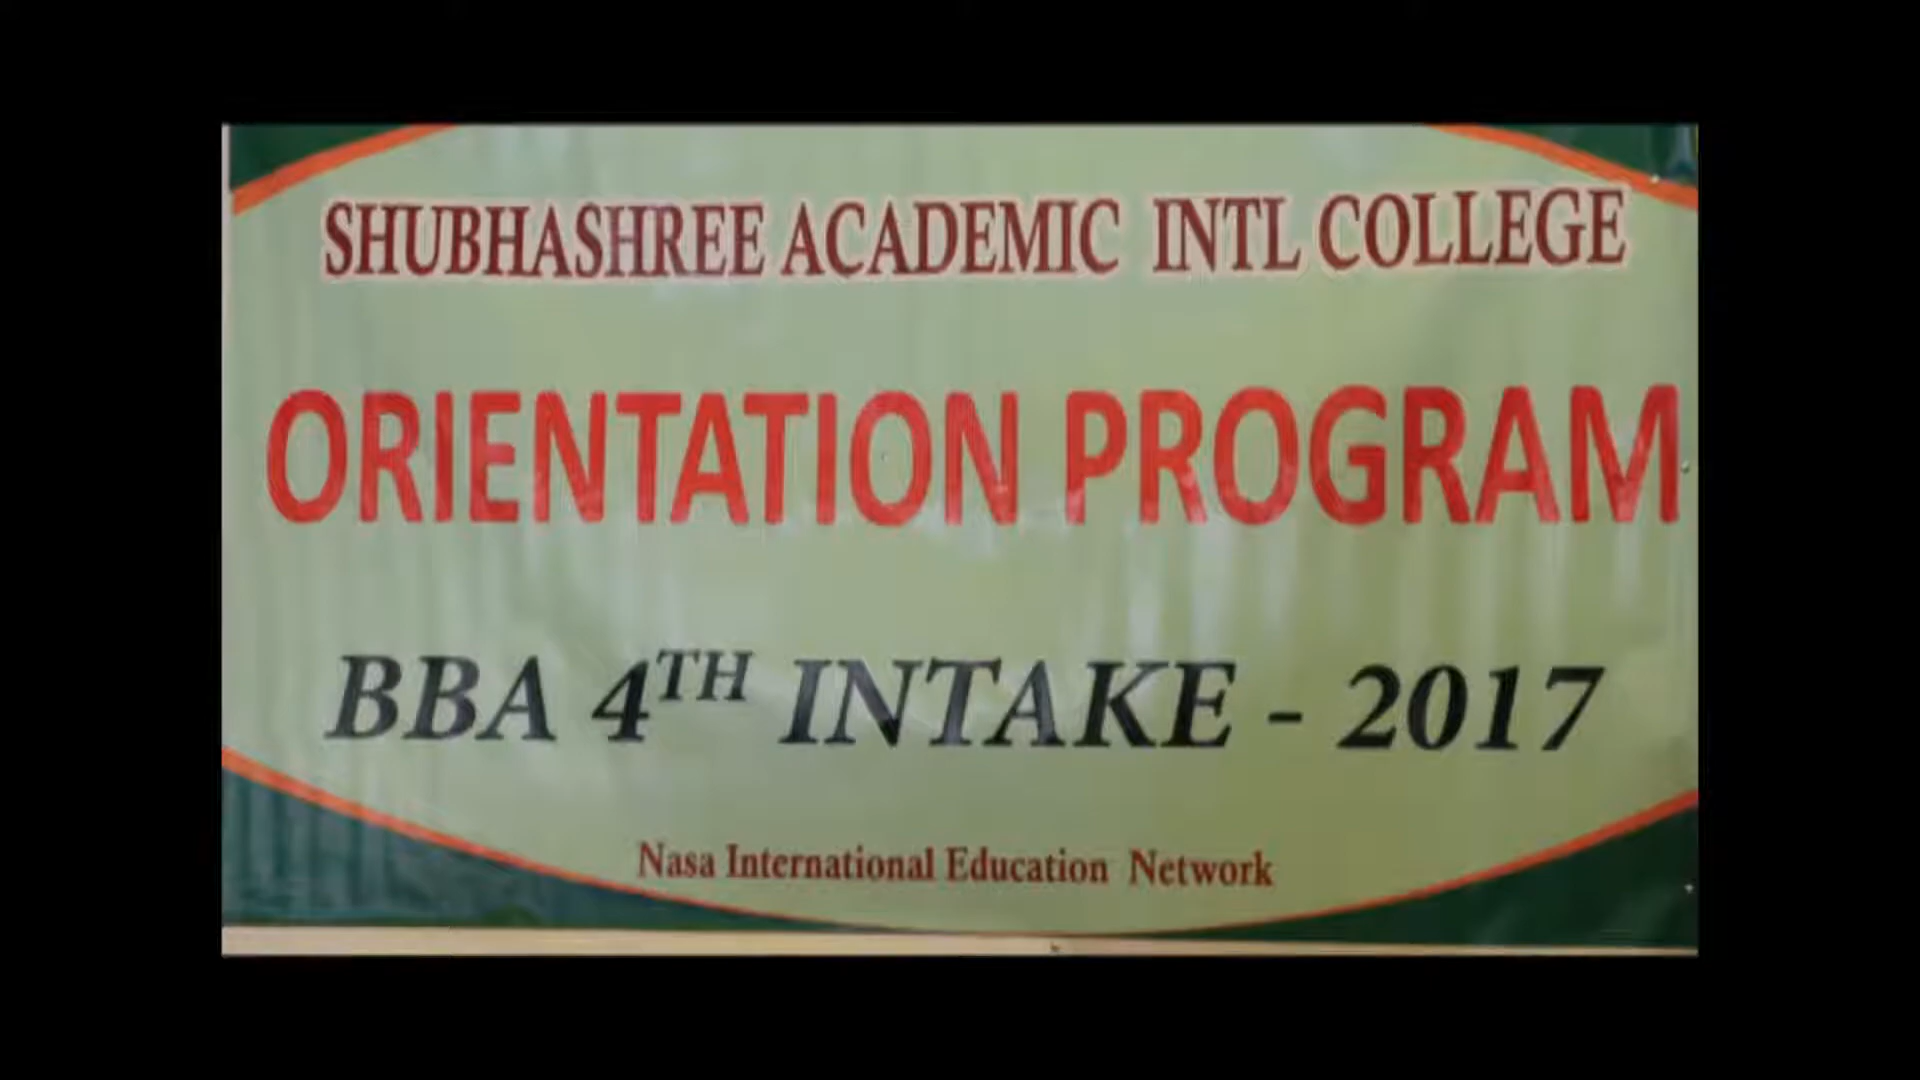 SHUBHASHREE ACADEMIC INTL COLLEGE
ORIENTATION PROGRAM
BBA 4TH INTAKE - 2017
Nasa International Education Network